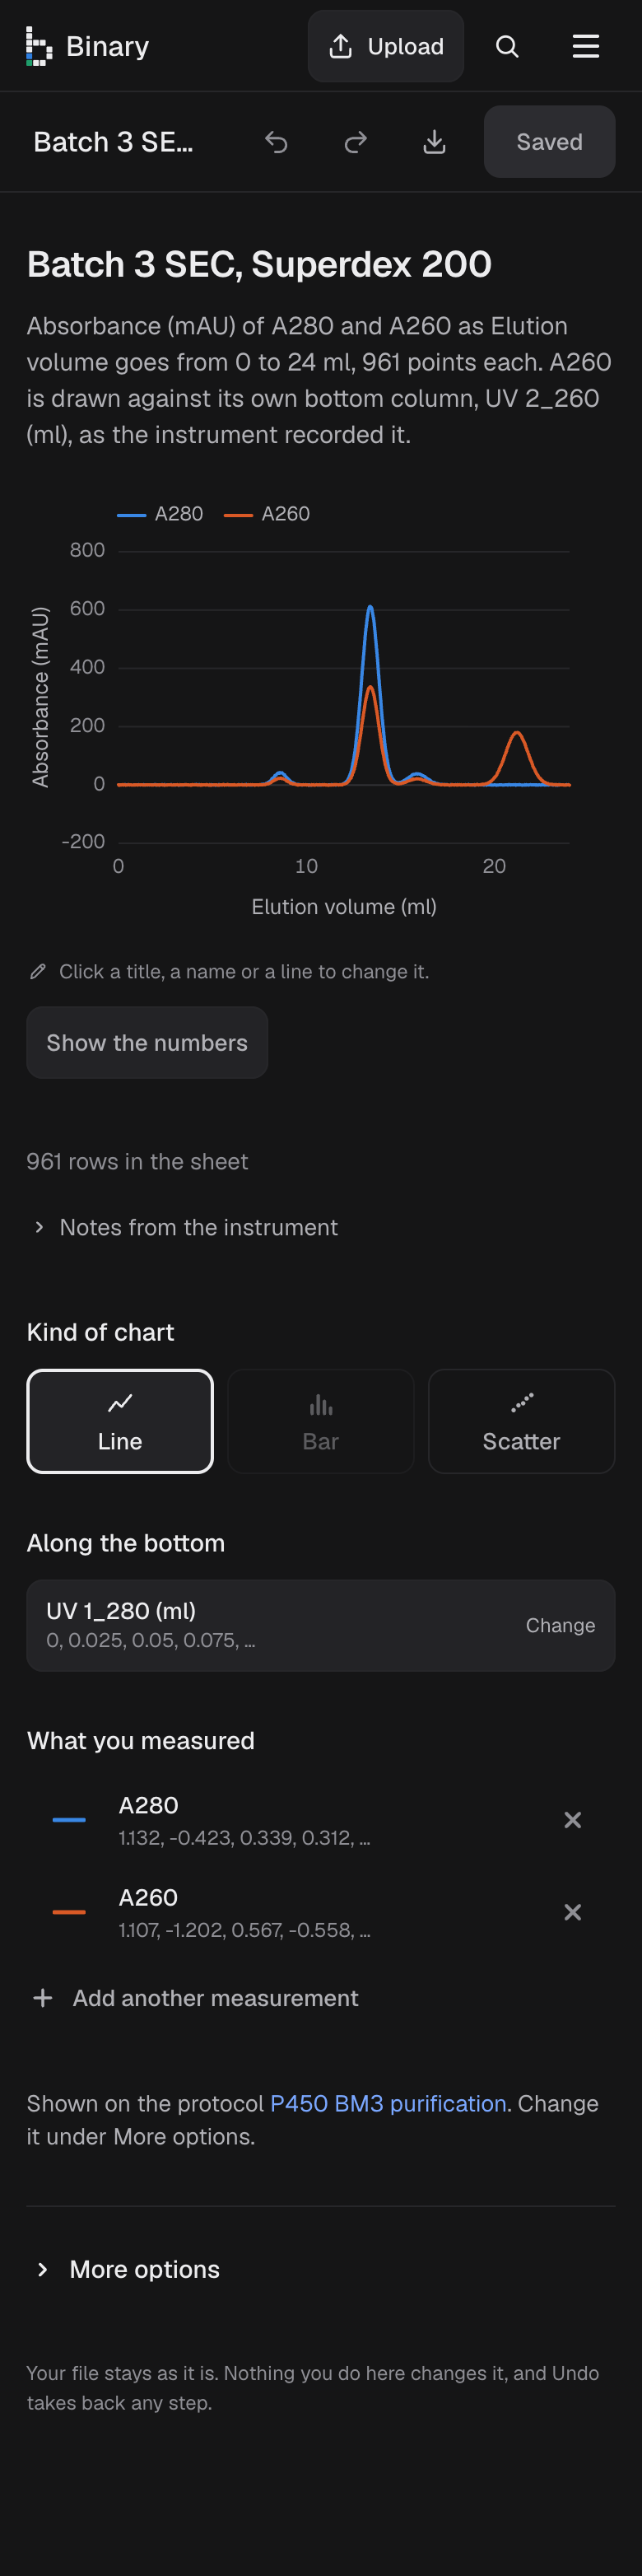 Binary
Upload
Batch 3 SE...
Saved
Batch 3 SEC, Superdex 200
Absorbance (mAU) of A280 and A260 as Elution
volume goes from 0 to 24 ml, 961 points each. A260
is drawn against its own bottom column, UV 2_260
(ml), as the instrument recorded it.
A280 A260
800
600
400
200
0
-200
Absorbance (mAU)
0 10 20
Elution volume (ml)
Click a title, a name or a line to change it.
Show the numbers
961 rows in the sheet
Notes from the instrument
Kind of chart
Line Bar Scatter
Along the bottom
UV 1_280 (ml)
0, 0.025, 0.05, 0.075, ...
Change
What you measured
A280
1.132, -0.423, 0.339, 0.312, ...
A260
1.107, -1.202, 0.567, -0.558, ...
Add another measurement
Shown on the protocol P450 BM3 purification. Change
it under More options.
More options
Your file stays as it is. Nothing you do here changes it, and Undo
takes back any step.